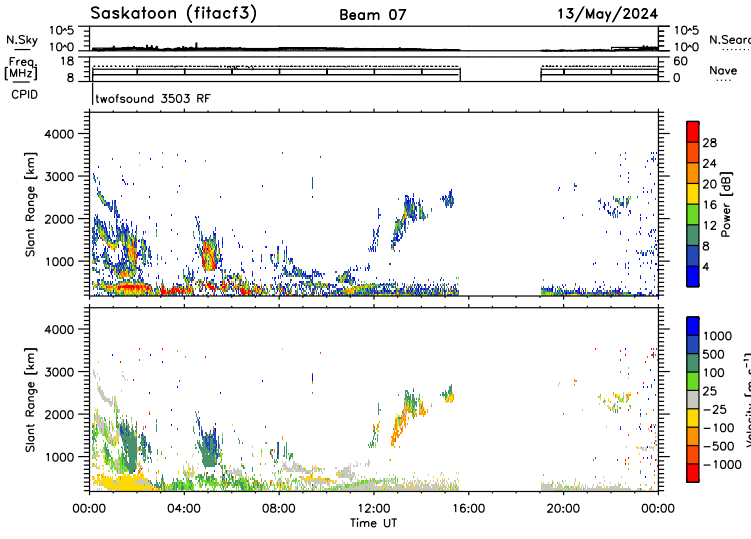 Saskatoon (fitacf3) Beam 07 13/May/2024
N.Sky 10^5 10^0 10^5 10^0 N.Searc
Freq. [MHz] 18 8 60 0 Nave
CPID twofsound 3503 RF
Slant Range [km] 4000 3000 2000 1000
Power [dB] 28 24 20 16 12 8 4
Slant Range [km] 4000 3000 2000 1000
Velocity [m s^-1] 1000 500 100 25 -25 -100 -500 -1000
00:00 04:00 08:00 12:00 16:00 20:00 00:00
Time UT